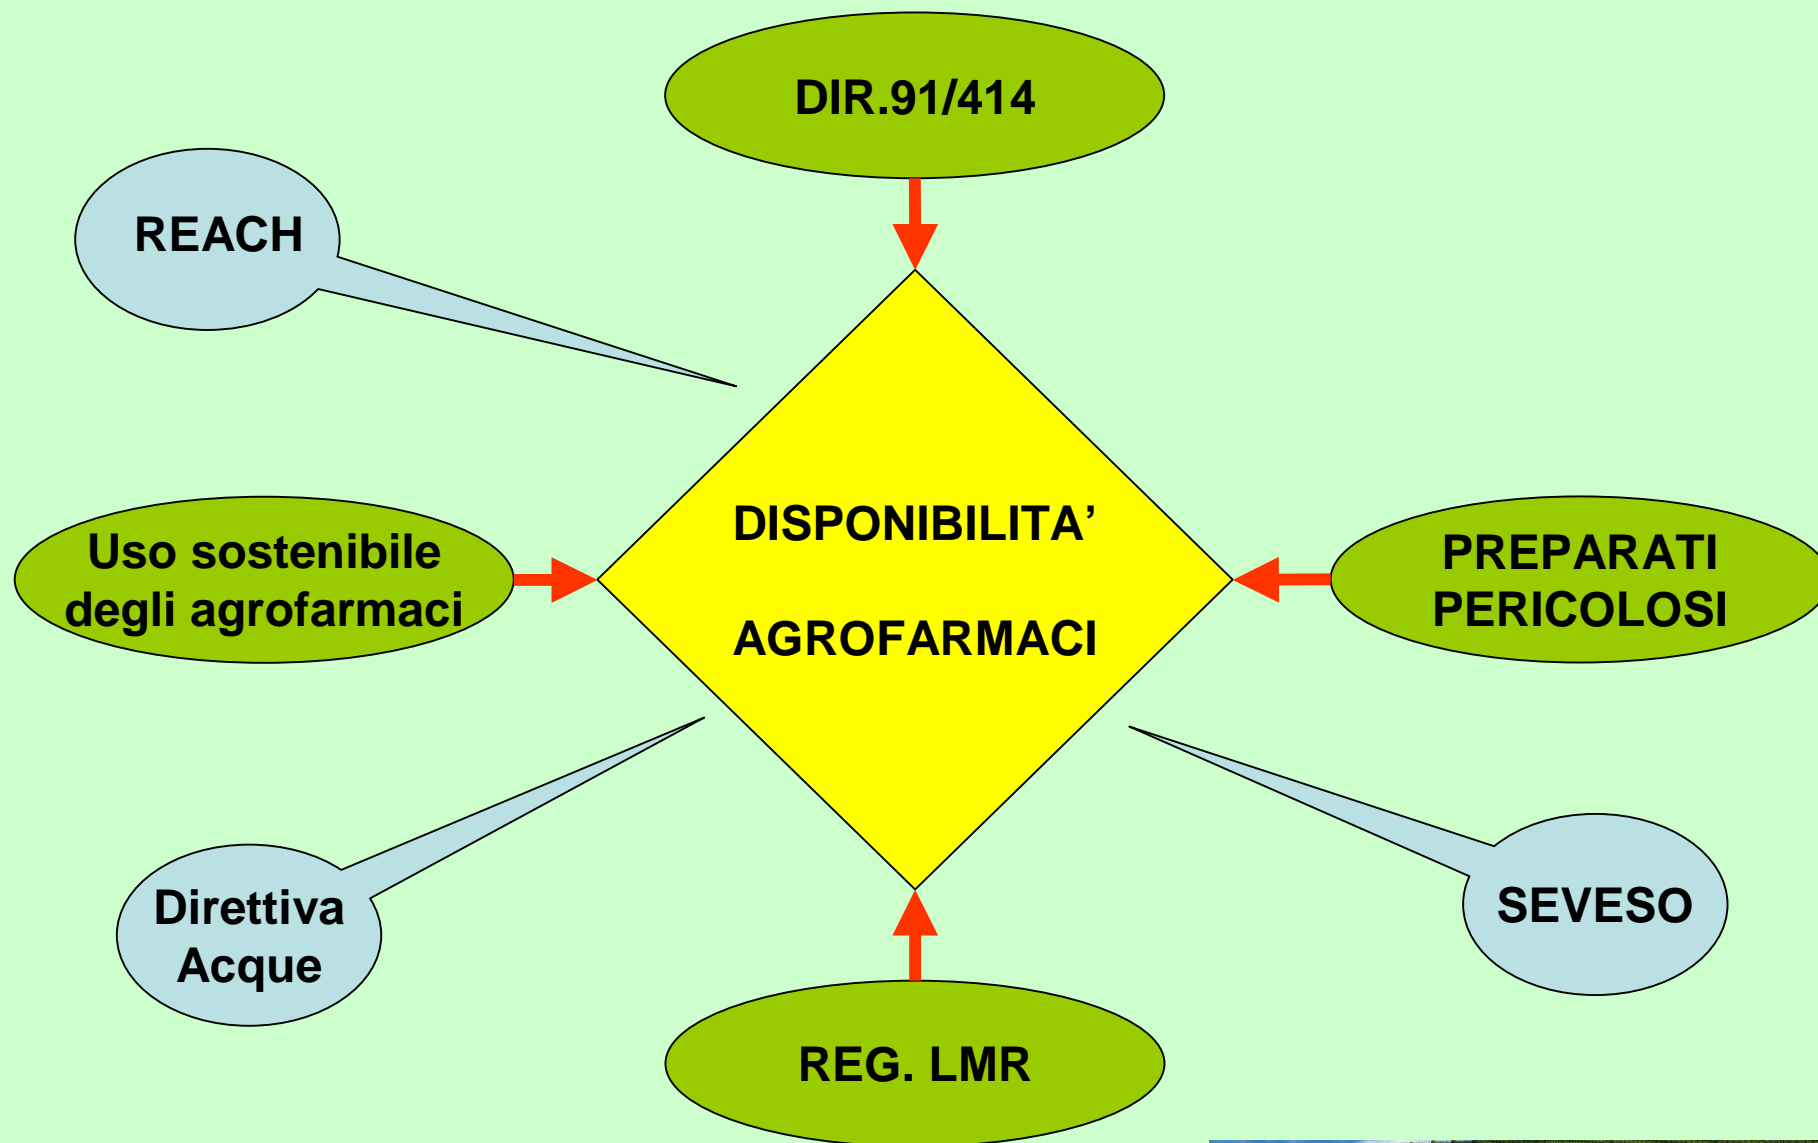 DIR.91/414
REACH
DISPONIBILITA’
AGROFARMACI
Uso sostenibile
degli agrofarmaci
PREPARATI
PERICOLOSI
Direttiva
Acque
SEVESO
REG. LMR